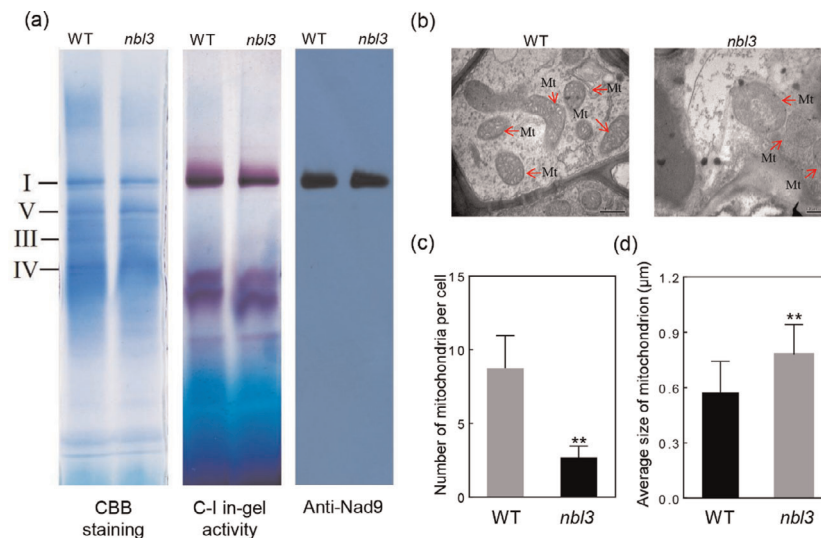 (a)
WT nbl3 WT nbl3 WT nbl3
I
V
III
IV
CBB staining
C-I in-gel activity
Anti-Nad9
(b)
WT
nbl3
Mt Mt
Mt
Mt
Mt
Mt
Mt
Mt
(c)
Number of mitochondria per cell
15
10
5
0
**
WT nbl3
(d)
Average size of mitochondrion (μm)
1.2
0.9
0.6
0.3
0.0
**
WT nbl3